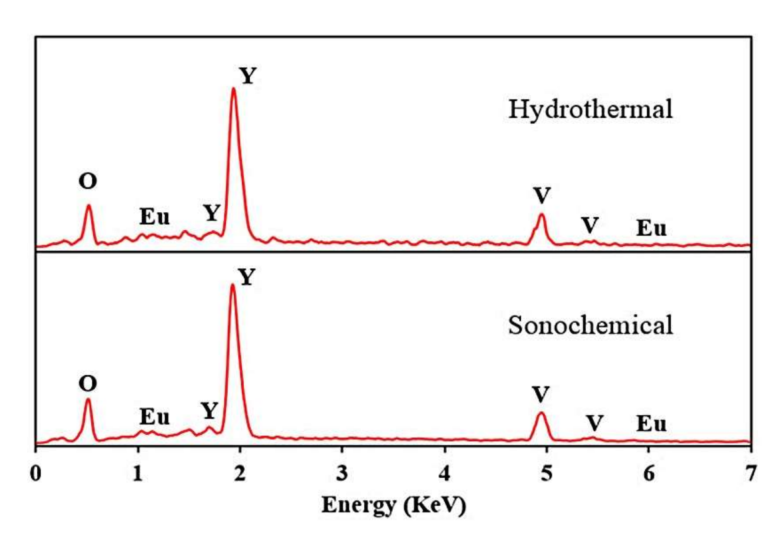 Y
Hydrothermal
O
Eu
Y
V
V
Eu
Y
Sonochemical
O
Eu
Y
V
V
Eu
0 1 2 3 4 5 6 7
Energy (KeV)